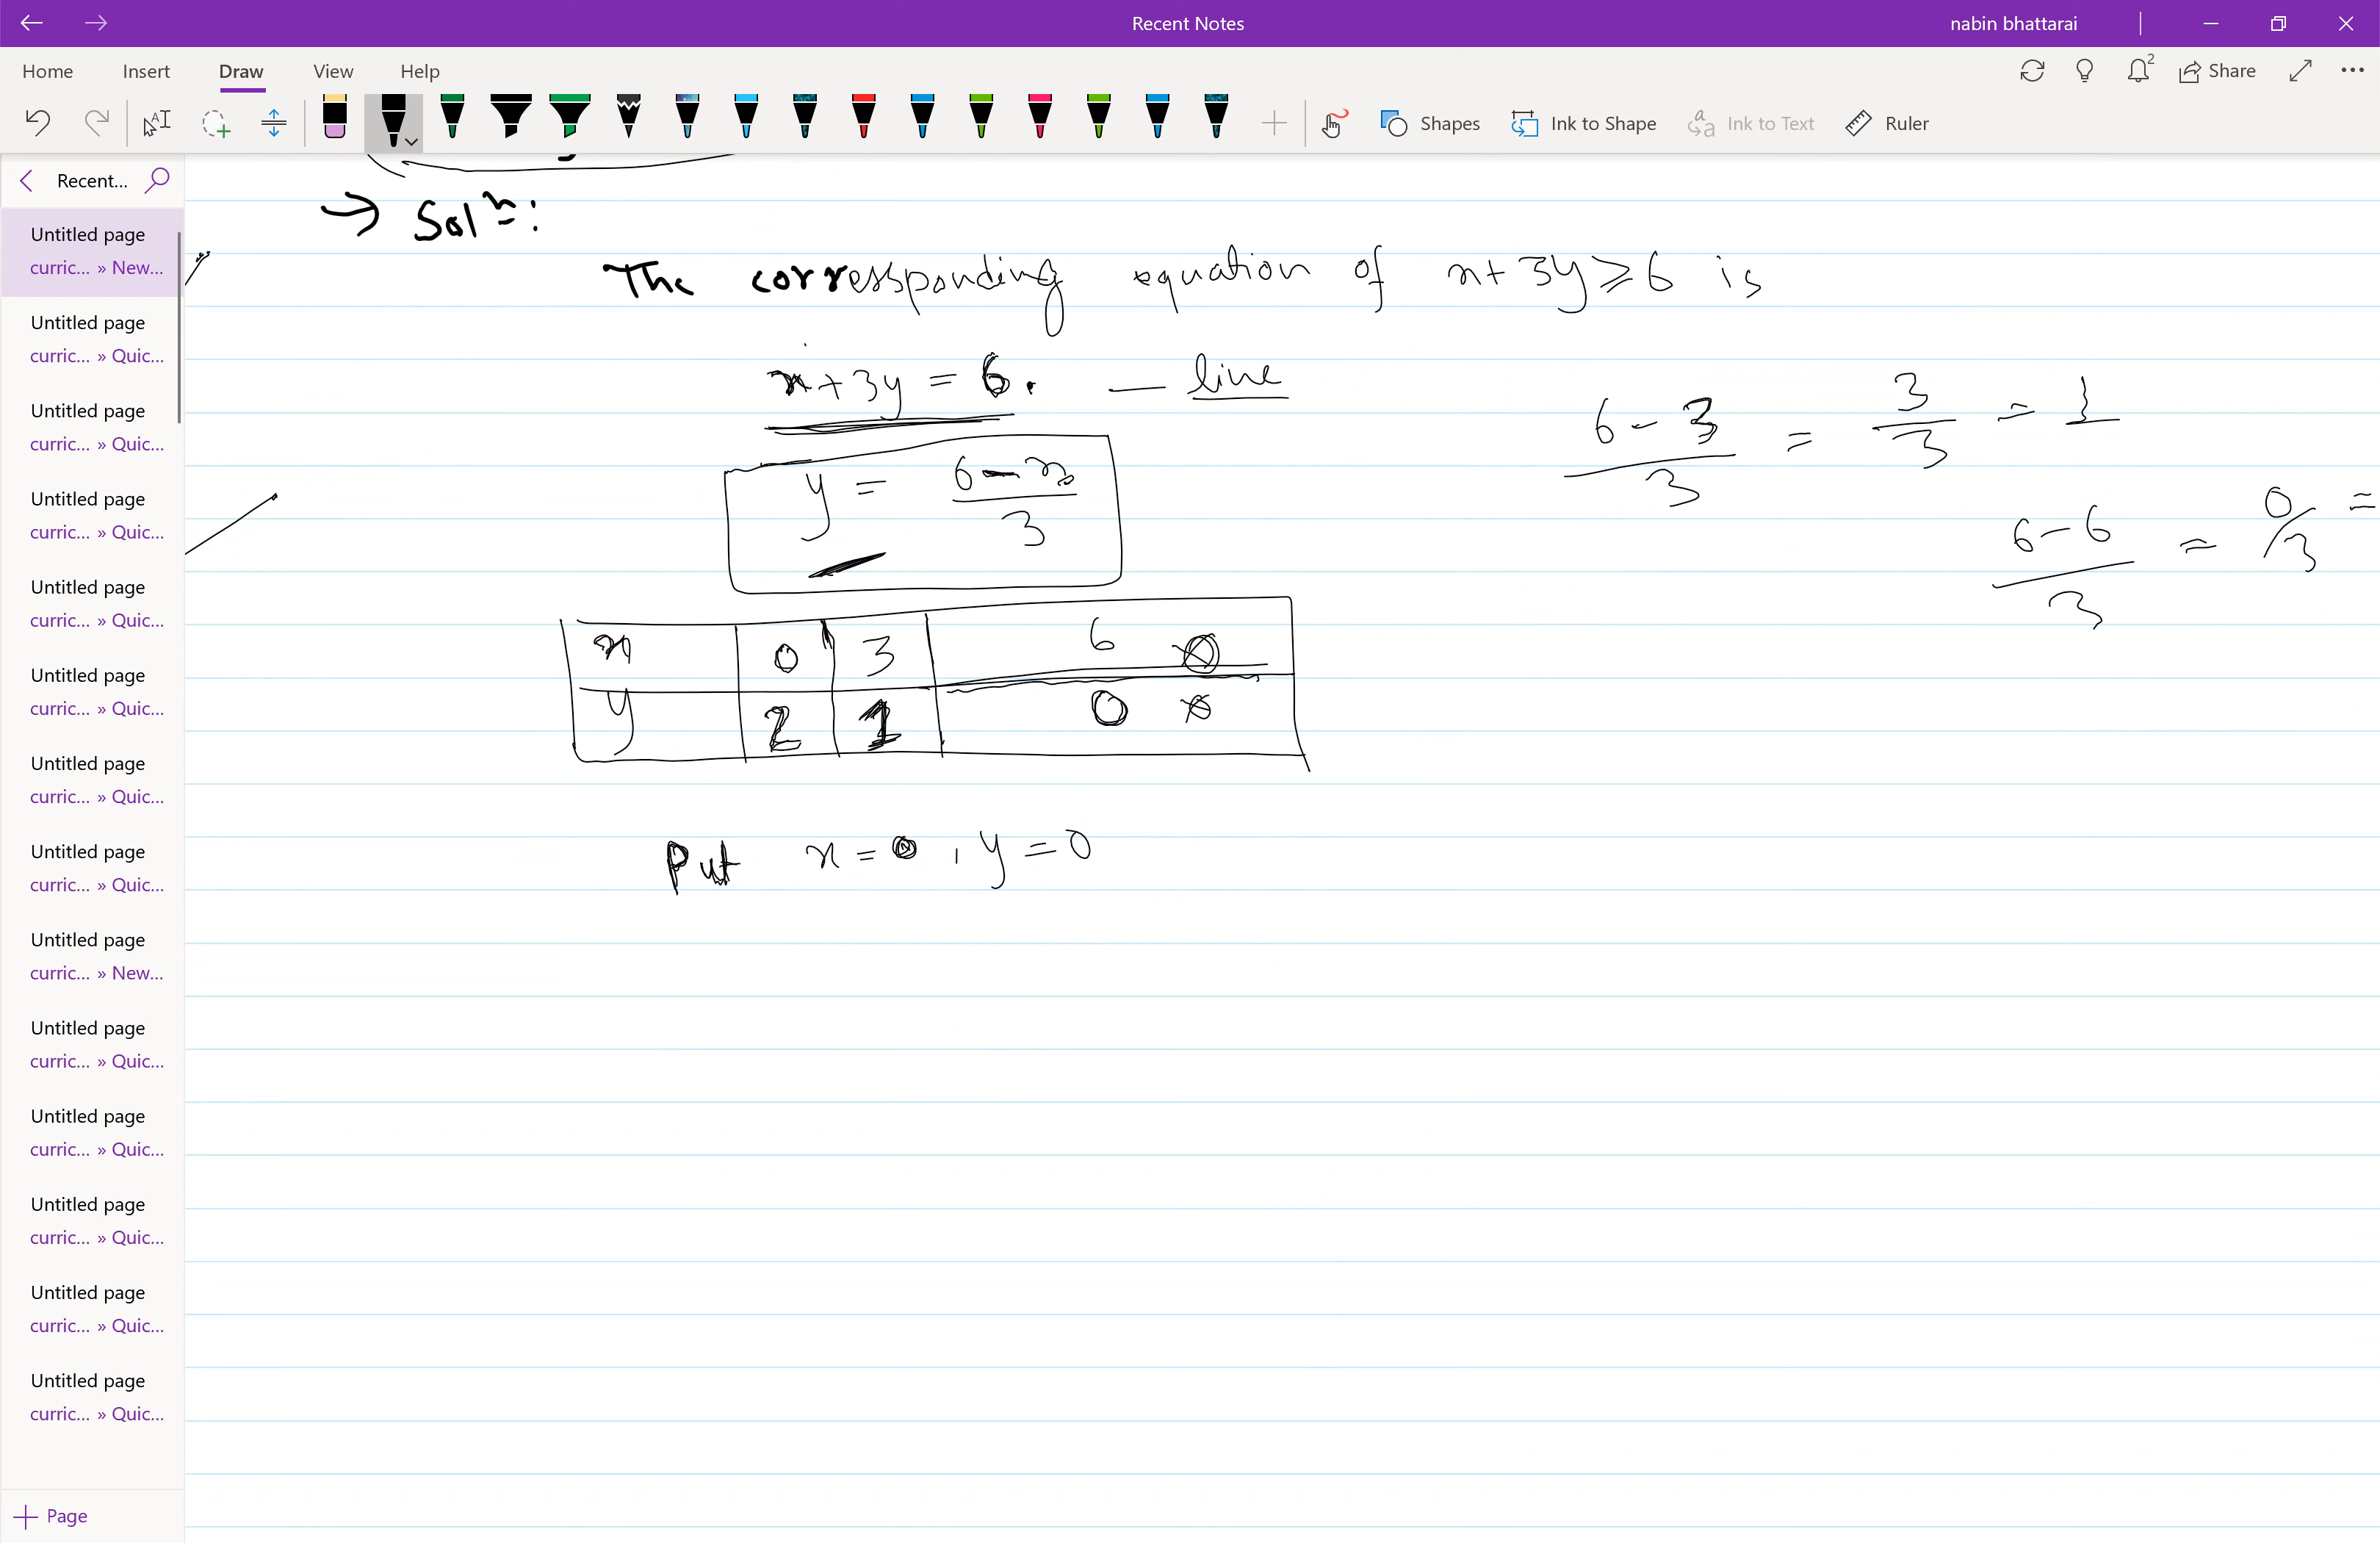 Recent Notes
nabin bhattarai
Home Insert Draw View Help
2 Share
Shapes Ink to Shape Ink to Text Ruler
Recent...
Untitled page
curric... » New...
Untitled page
curric... » Quic...
Untitled page
curric... » Quic...
Untitled page
curric... » Quic...
Untitled page
curric... » Quic...
Untitled page
curric... » Quic...
Untitled page
curric... » Quic...
Untitled page
curric... » Quic...
Untitled page
curric... » New...
Untitled page
curric... » Quic...
Untitled page
curric... » Quic...
Untitled page
curric... » Quic...
Untitled page
curric... » Quic...
Untitled page
curric... » Quic...
+ Page
→ Solⁿ:
The corresponding equation of x+3y≥6 is
x+3y = 6. — line
y = (6-x)/3
(6-3)/3 = 3/3 = 1
(6-6)/3 = 0/3 =
x 0 3 6
y 2 1 0
Put x=0, y=0